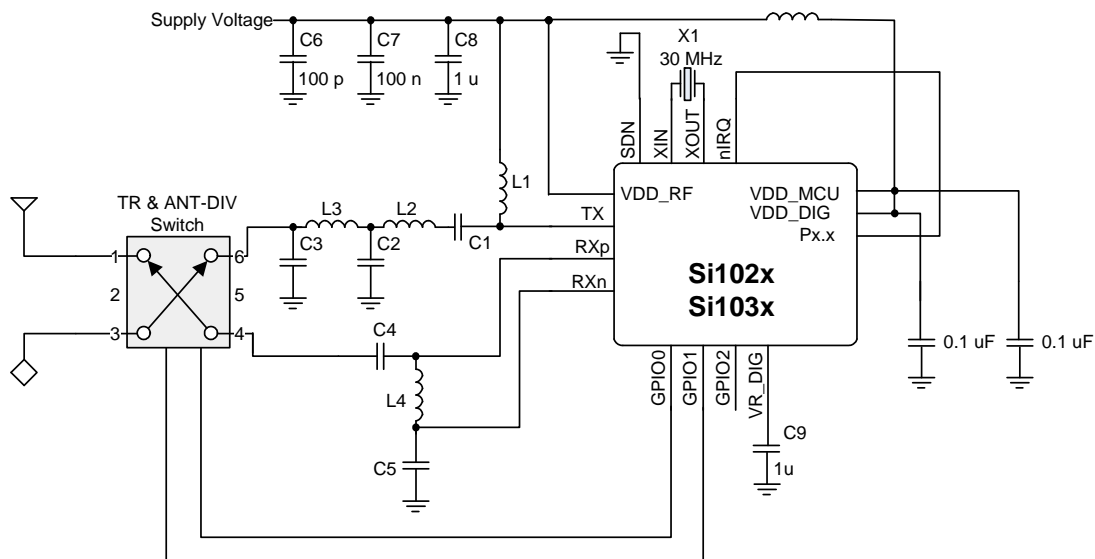 Supply Voltage
C6
100 p
C7
100 n
C8
1 u
X1
30 MHz
SDN
XIN
XOUT
nIRQ
L1
TR & ANT-DIV
Switch
L3
L2
C3
C2
C1
VDD_RF
TX
RXp
RXn
VDD_MCU
VDD_DIG
Px.x
Si102x
Si103x
1
2
3
6
5
4
C4
L4
C5
GPIO0
GPIO1
GPIO2
VR_DIG
C9
1u
0.1 uF
0.1 uF